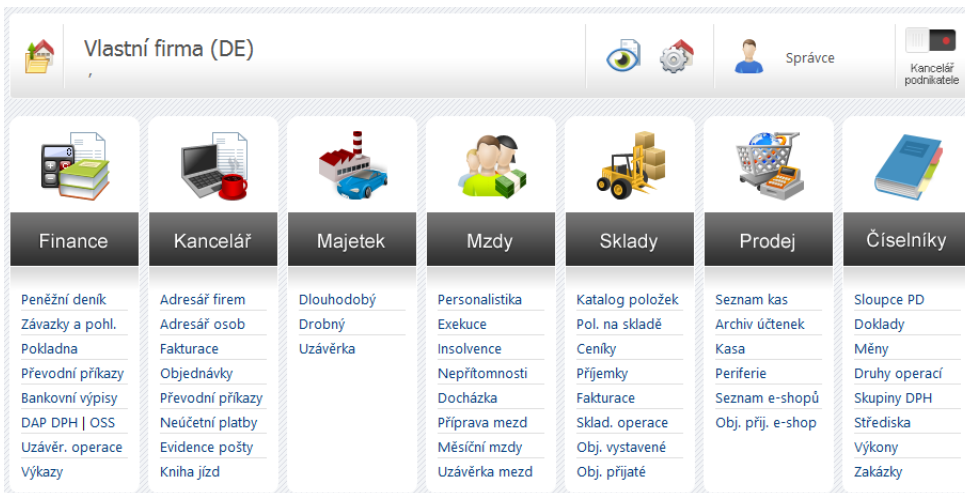 Vlastní firma (DE)
,
Správce
Kancelář
podnikatele
Finance
Peněžní deník
Závazky a pohl.
Pokladna
Převodní příkazy
Bankovní výpisy
DAP DPH | OSS
Uzávěr. operace
Výkazy
Kancelář
Adresář firem
Adresář osob
Fakturace
Objednávky
Převodní příkazy
Neúčetní platby
Evidence pošty
Kniha jízd
Majetek
Dlouhodobý
Drobný
Uzávěrka
Mzdy
Personalistika
Exekuce
Insolvence
Nepřítomnosti
Docházka
Příprava mezd
Měsíční mzdy
Uzávěrka mezd
Sklady
Katalog položek
Pol. na skladě
Ceníky
Příjemky
Fakturace
Sklad. operace
Obj. vystavené
Obj. přijaté
Prodej
Seznam kas
Archiv účtenek
Kasa
Periferie
Seznam e-shopů
Obj. přij. e-shop
Číselníky
Sloupce PD
Doklady
Měny
Druhy operací
Skupiny DPH
Střediska
Výkony
Zakázky